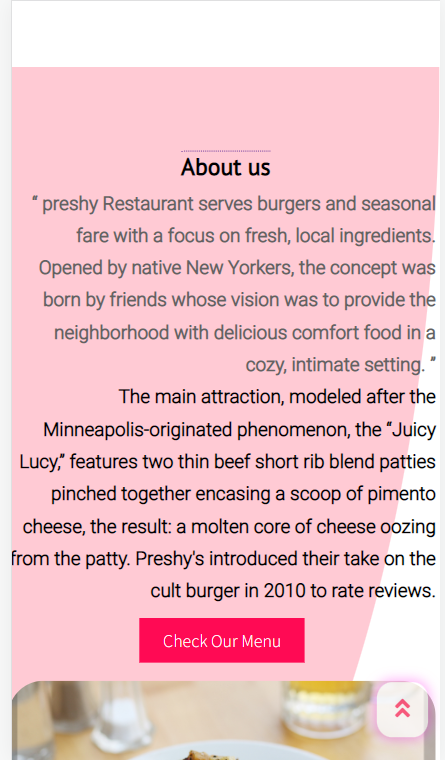 About us
“ preshy Restaurant serves burgers and seasonal
fare with a focus on fresh, local ingredients.
Opened by native New Yorkers, the concept was
born by friends whose vision was to provide the
neighborhood with delicious comfort food in a
cozy, intimate setting. ”
The main attraction, modeled after the
Minneapolis-originated phenomenon, the “Juicy
Lucy,” features two thin beef short rib blend patties
pinched together encasing a scoop of pimento
cheese, the result: a molten core of cheese oozing
from the patty. Preshy's introduced their take on the
cult burger in 2010 to rate reviews.
Check Our Menu